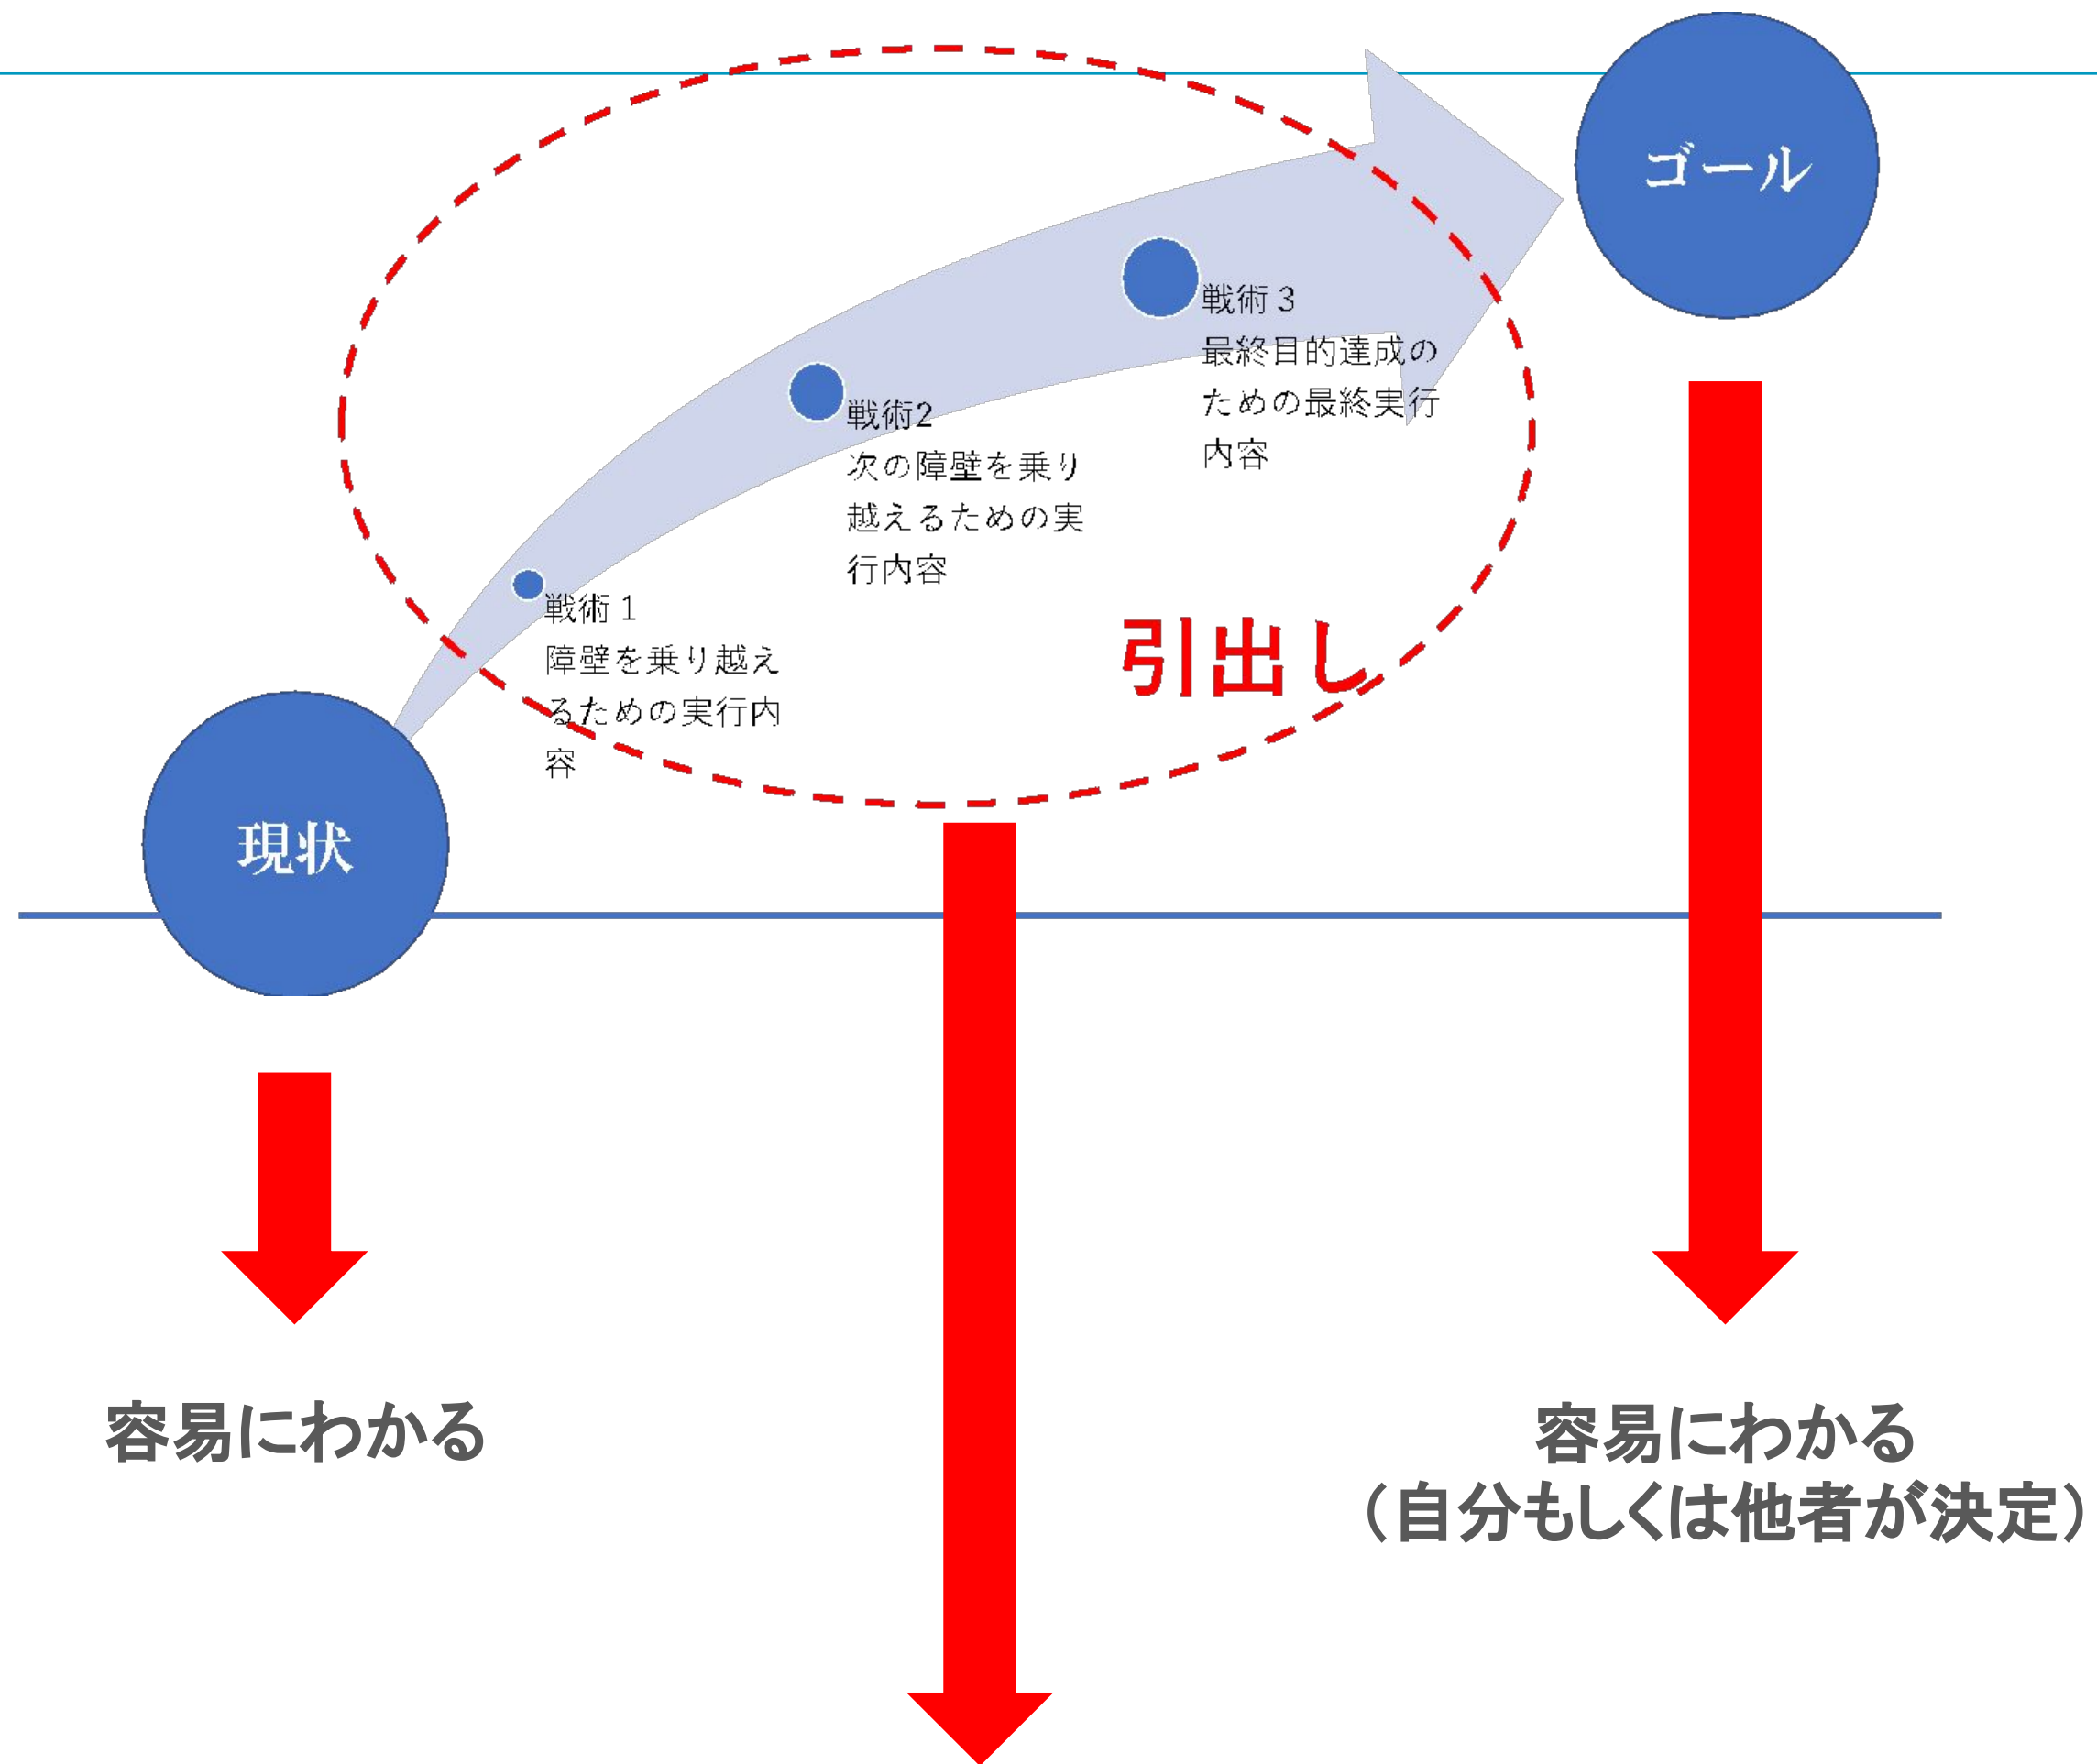 ゴール
戦術3
最終目的達成の
ための最終実行
内容
戦術2
次の障壁を乗り
越えるための実
行内容
戦術1
障壁を乗り越え
るための実行内
容
引出し
現状
容易にわかる
容易にわかる
(自分もしくは他者が決定)